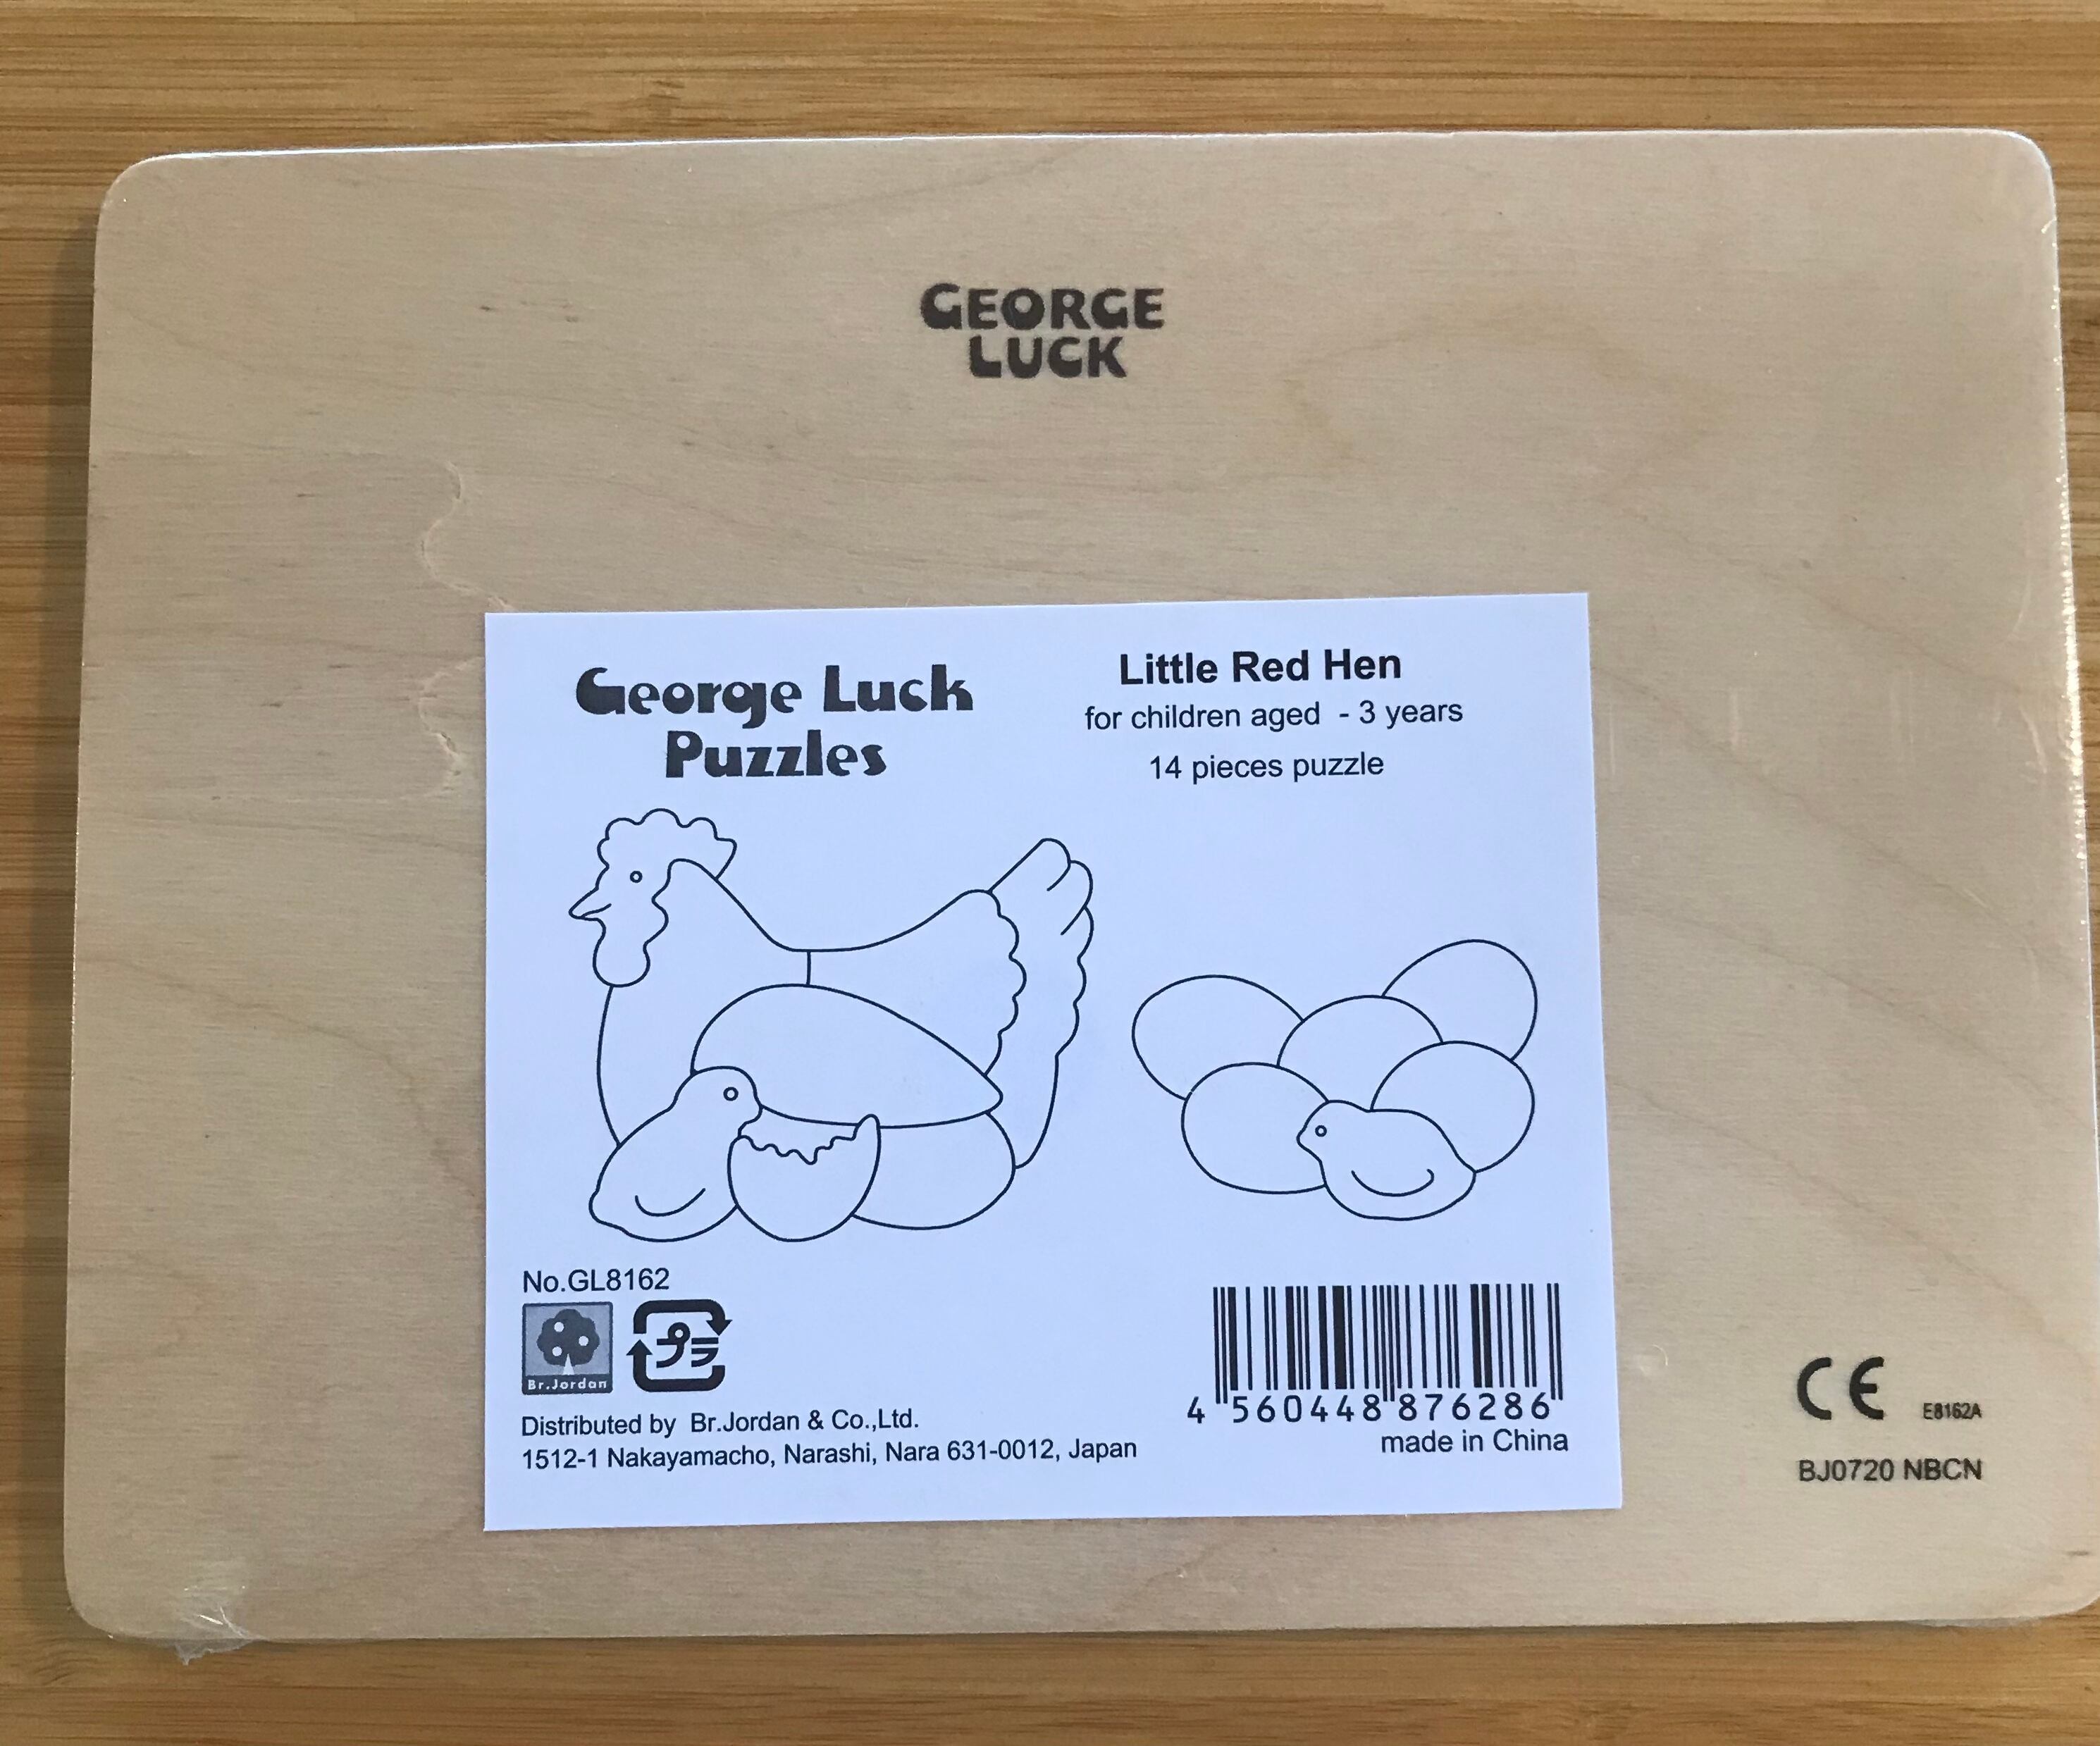 GEORGE
LUCK
George Luck
Puzzles
Little Red Hen
for children aged - 3 years
14 pieces puzzle
No.GL8162
Br.Jordan
プラ
Distributed by Br.Jordan & Co.,Ltd.
1512-1 Nakayamacho, Narashi, Nara 631-0012, Japan
4 560448 876286
made in China
CE E8162A
BJ0720 NBCN